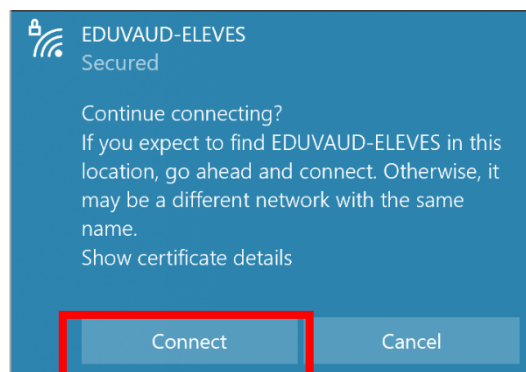 EDUVAUD-ELEVES
Secured
Continue connecting?
If you expect to find EDUVAUD-ELEVES in this
location, go ahead and connect. Otherwise, it
may be a different network with the same
name.
Show certificate details
Connect
Cancel